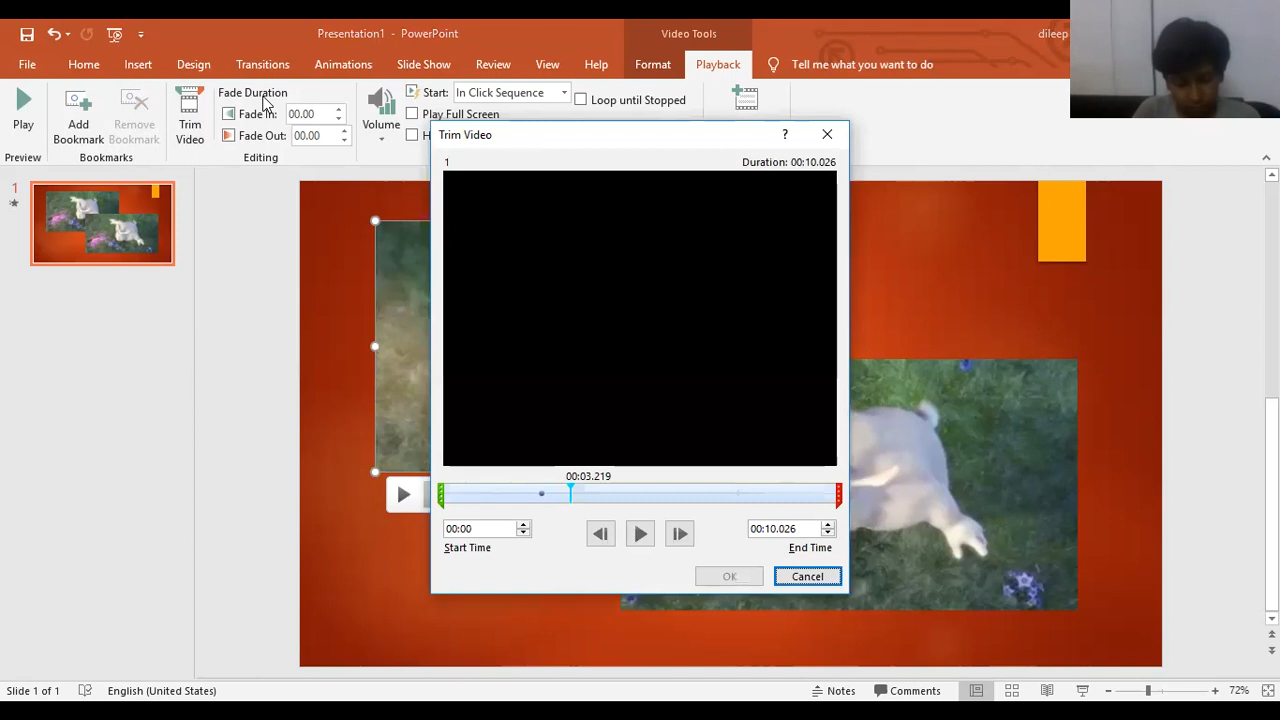 Presentation1 - PowerPoint
Video Tools
dileep
File
Home
Insert
Design
Transitions
Animations
Slide Show
Review
View
Help
Format
Playback
Tell me what you want to do
Play
Preview
Add Bookmark
Remove Bookmark
Bookmarks
Trim Video
Fade Duration
Fade In: 00.00
Fade Out: 00.00
Editing
Volume
Start: In Click Sequence
Play Full Screen
H
Loop until Stopped
1
Trim Video
?
1
Duration: 00:10.026
00:03.219
00:00
00:10.026
Start Time
End Time
OK
Cancel
Slide 1 of 1
English (United States)
Notes
Comments
72%